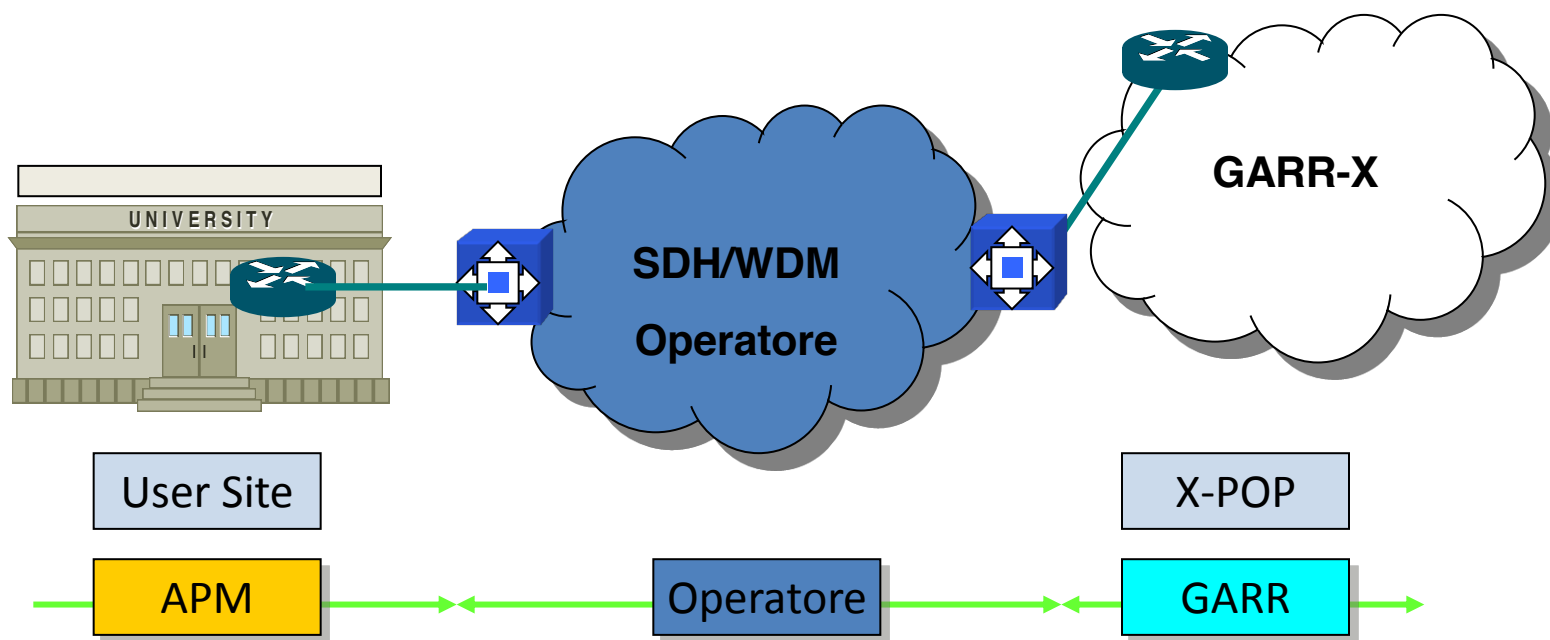 GARR-X
UNIVERSITY
SDH/WDM
Operatore
User Site
X-POP
APM
Operatore
GARR